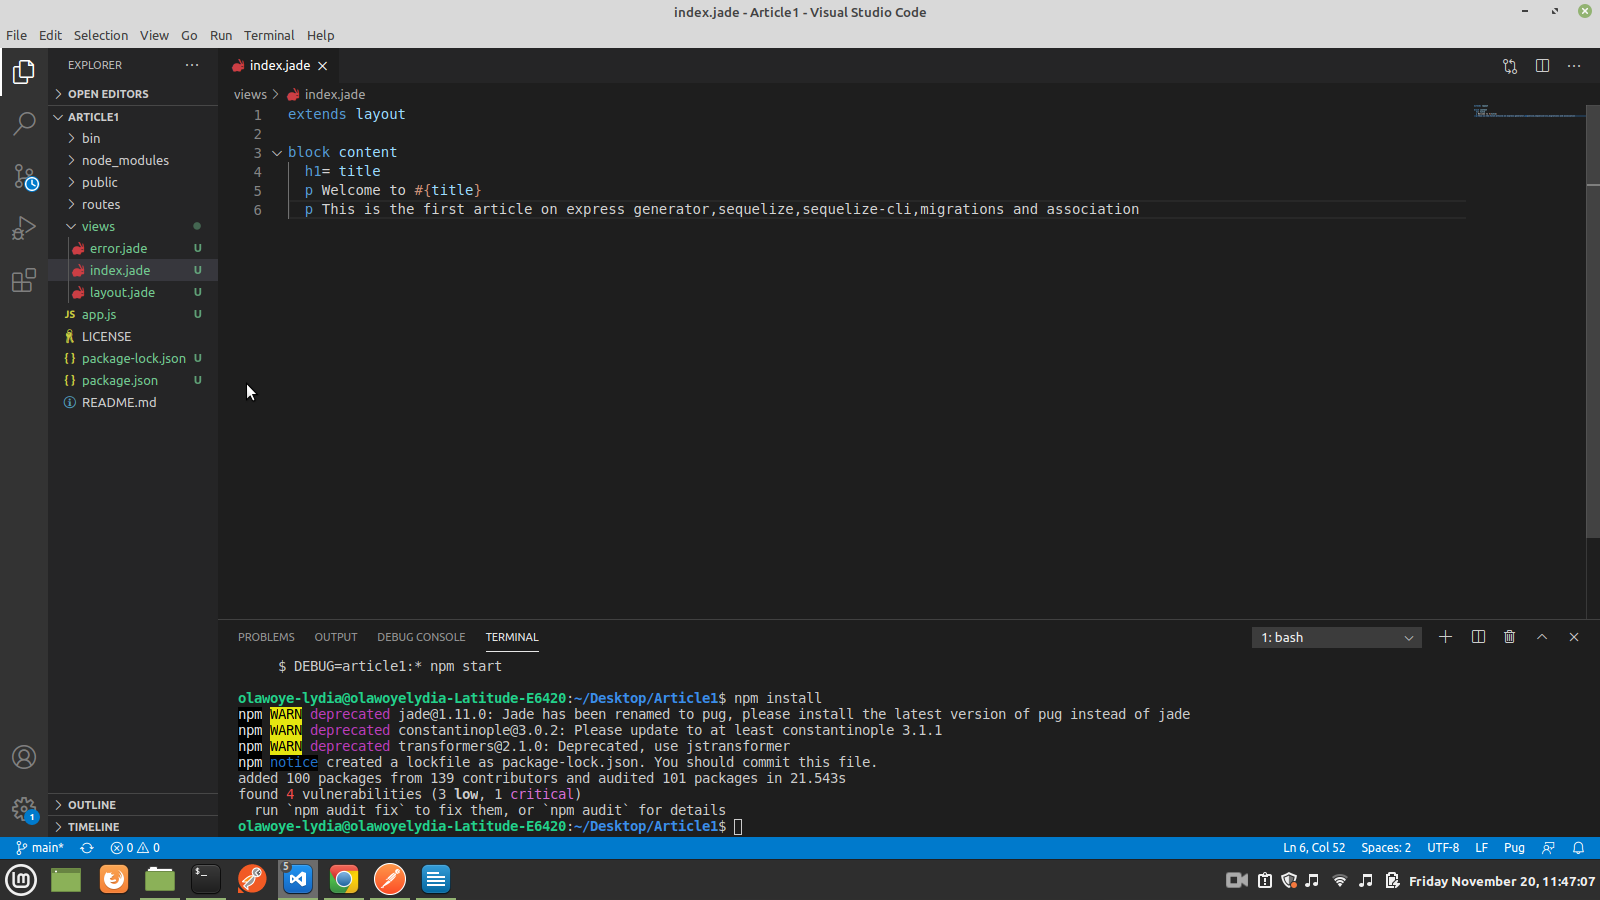 index.jade - Article1 - Visual Studio Code
File Edit Selection View Go Run Terminal Help
EXPLORER
index.jade
OPEN EDITORS
ARTICLE1
bin
node_modules
public
routes
views
error.jade U
index.jade U
layout.jade U
JS app.js U
LICENSE
{} package-lock.json U
{} package.json U
README.md
OUTLINE
TIMELINE
views > index.jade
1 extends layout
2
3 block content
4 h1= title
5 p Welcome to #{title}
6 p This is the first article on express generator,sequelize,sequelize-cli,migrations and association
PROBLEMS OUTPUT DEBUG CONSOLE TERMINAL
1: bash
$ DEBUG=article1:* npm start
olawoye-lydia@olawoyelydia-Latitude-E6420:~/Desktop/Article1$ npm install
npm WARN deprecated jade@1.11.0: Jade has been renamed to pug, please install the latest version of pug instead of jade
npm WARN deprecated constantinople@3.0.2: Please update to at least constantinople 3.1.1
npm WARN deprecated transformers@2.1.0: Deprecated, use jstransformer
npm notice created a lockfile as package-lock.json. You should commit this file.
added 100 packages from 139 contributors and audited 101 packages in 21.543s
found 4 vulnerabilities (3 low, 1 critical)
run `npm audit fix` to fix them, or `npm audit` for details
olawoye-lydia@olawoyelydia-Latitude-E6420:~/Desktop/Article1$
1
main* 0 0 Ln 6, Col 52 Spaces: 2 UTF-8 LF Pug
5
Friday November 20, 11:47:07